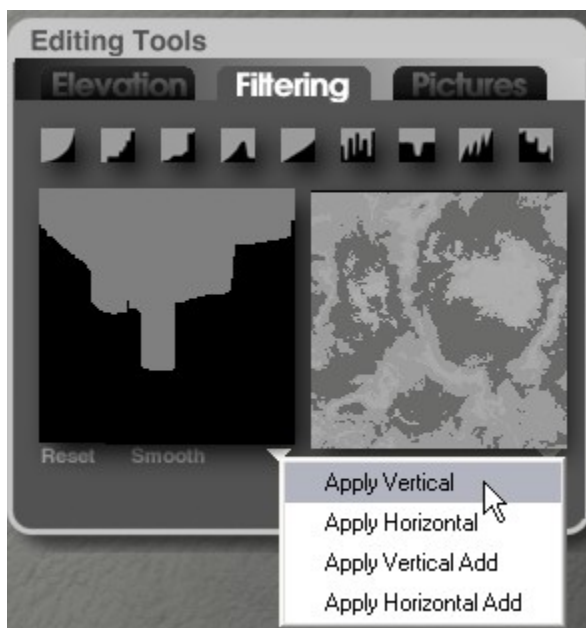 Editing Tools
Elevation Filtering Pictures
Reset Smooth
Apply Vertical
Apply Horizontal
Apply Vertical Add
Apply Horizontal Add